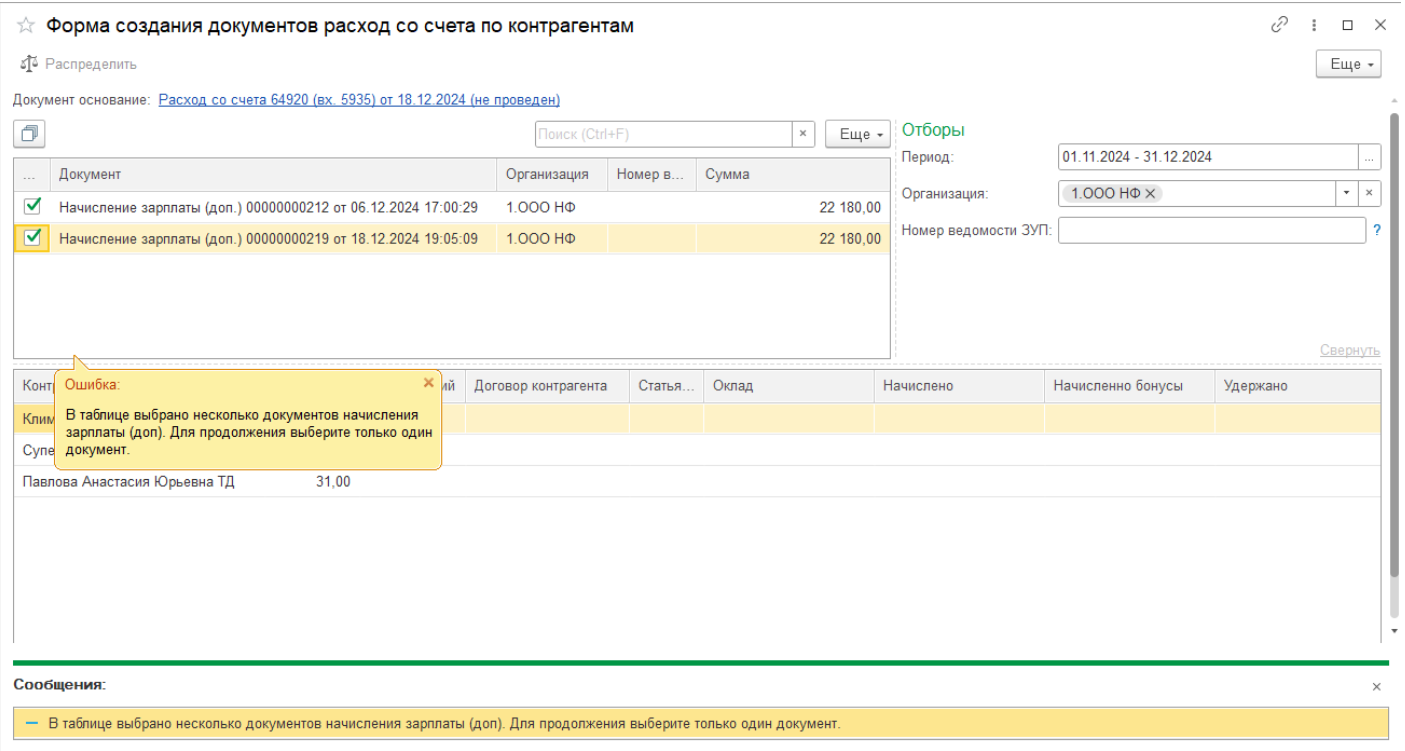 Форма создания документов расход со счета по контрагентам
Распределить
Еще
Документ основание: Расход со счета 64920 (вх. 5935) от 18.12.2024 (не проведен)
Поиск (Ctrl+F)
×
Еще
Отборы
Период: 01.11.2024 - 31.12.2024 ...
Организация: 1.ООО НФ ×
Номер ведомости ЗУП: ?
Свернуть
... Документ Организация Номер в... Сумма
Начисление зарплаты (доп.) 00000000212 от 06.12.2024 17:00:29 1.ООО НФ 22 180,00
Начисление зарплаты (доп.) 00000000219 от 18.12.2024 19:05:09 1.ООО НФ 22 180,00
Ошибка:
В таблице выбрано несколько документов начисления
зарплаты (доп). Для продолжения выберите только один
документ.
Конт ий Договор контрагента Статья... Оклад Начислено Начисленно бонусы Удержано
Клим
Супе
Павлова Анастасия Юрьевна ТД 31,00
Сообщения:
В таблице выбрано несколько документов начисления зарплаты (доп). Для продолжения выберите только один документ.